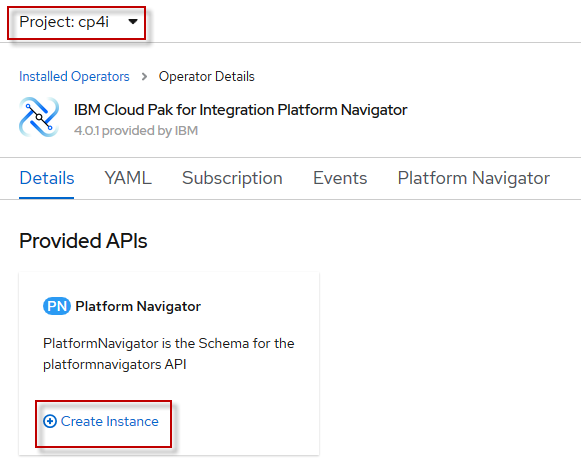 Project: cp4i
Installed Operators > Operator Details
IBM Cloud Pak for Integration Platform Navigator
4.0.1 provided by IBM
Details YAML Subscription Events Platform Navigator
Provided APIs
PN Platform Navigator
PlatformNavigator is the Schema for the
platformnavigators API
Create Instance